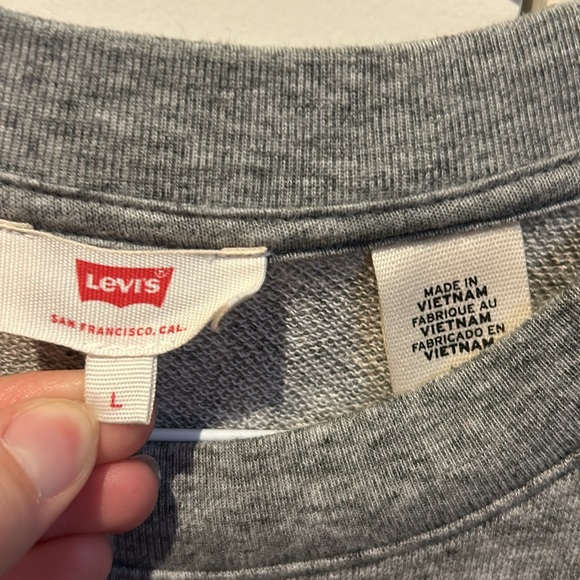 Levi's®
SAN FRANCISCO, CAL.
L
MADE IN
VIETNAM
FABRIQUE AU
VIETNAM
FABRICADO EN
VIETNAM